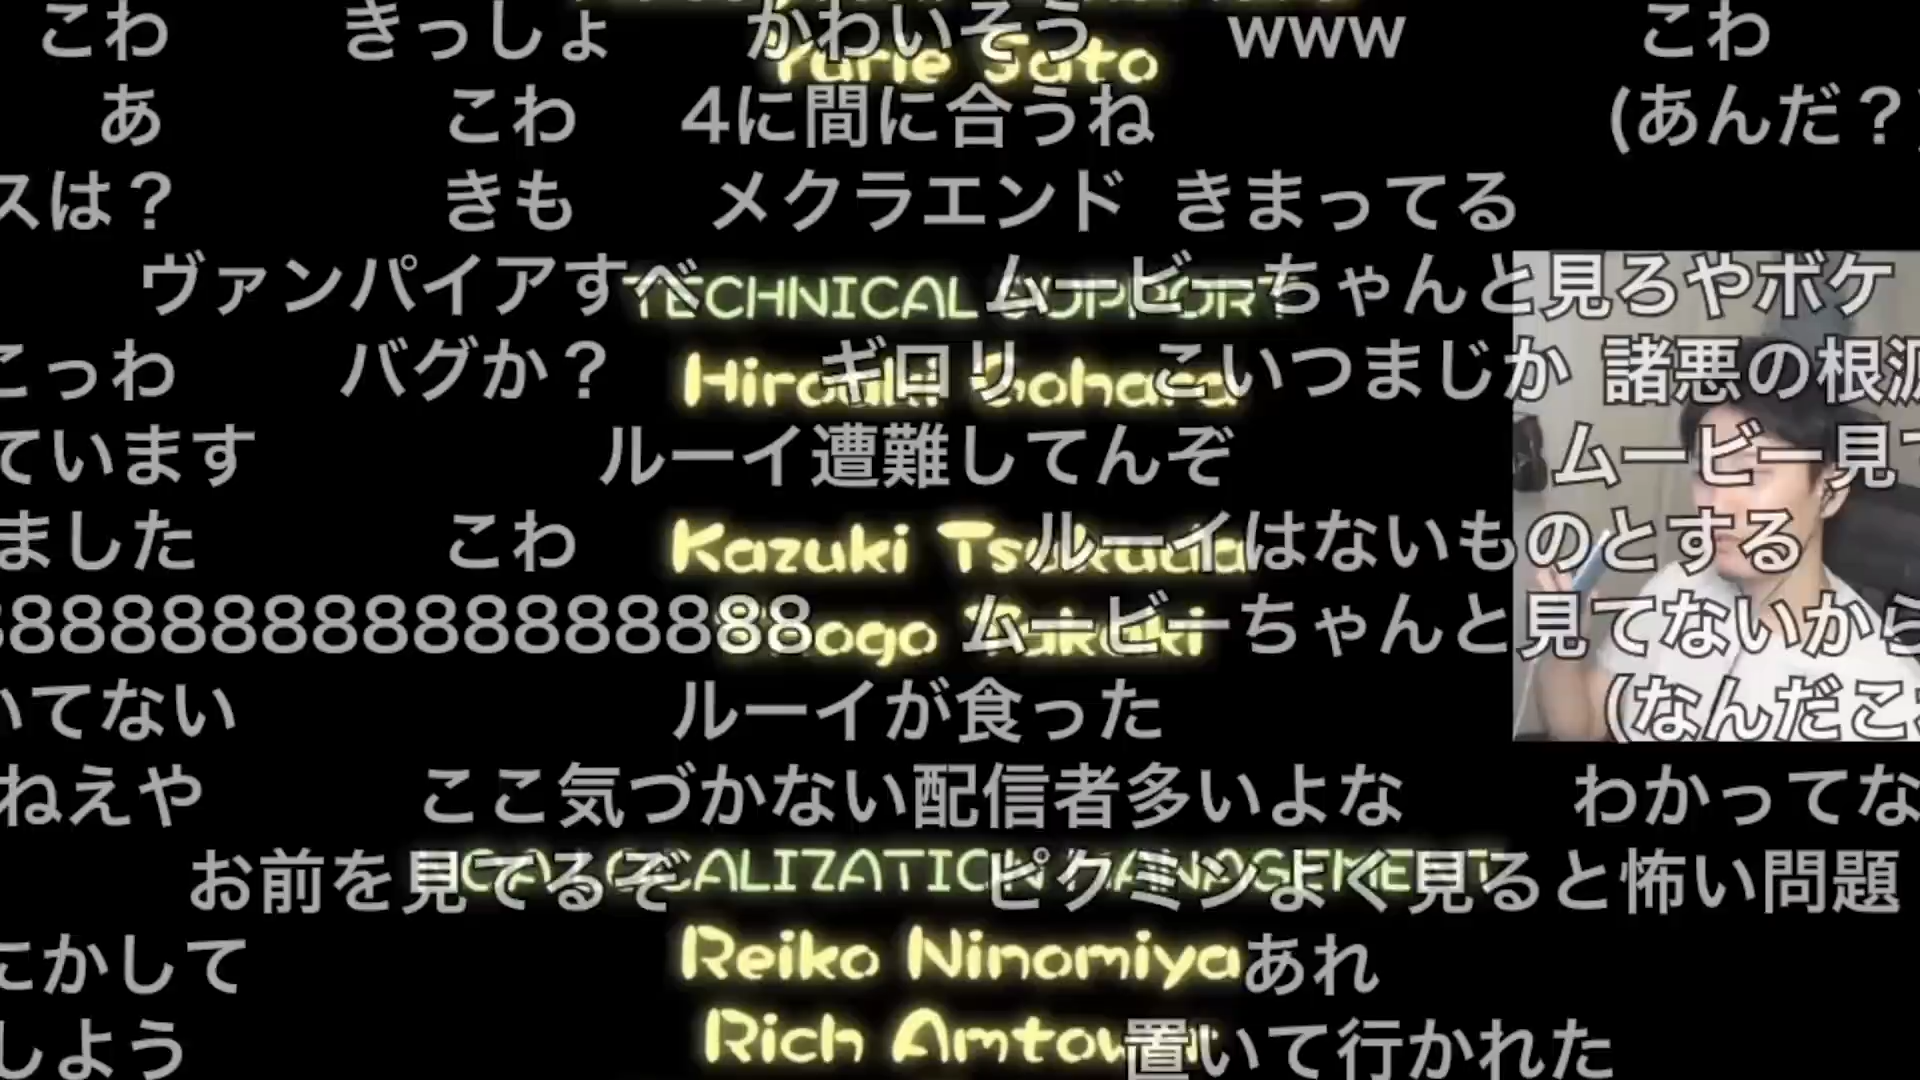 こわ きっしょ かわいそう www こわ
Yurie Sato
あ こわ 4に間に合うね (あんだ？)
スは？ きも メクラエンド きまってる
ヴァンパイアすべ ムービーちゃんと見ろやボケ
TECHNICAL SUPPORT
こっわ バグか？ ギロリ こいつまじか 諸悪の根源
Hiroaki Gohara
ています ルーイ遭難してんぞ ムービー見て
ました こわ ルーイはないものとする
Kazuki Tsukuda
88888888888888888 ムービーちゃんと見てないから
いてない ルーイが食った (なんだこ
ねえや ここ気づかない配信者多いよな わかってな
お前を見てるぞ ピクミンよく見ると怖い問題
NOA LOCALIZATION MANAGEMENT
Reiko Ninomiya
にかして あれ
Rich Amtower
しよう 置いて行かれた